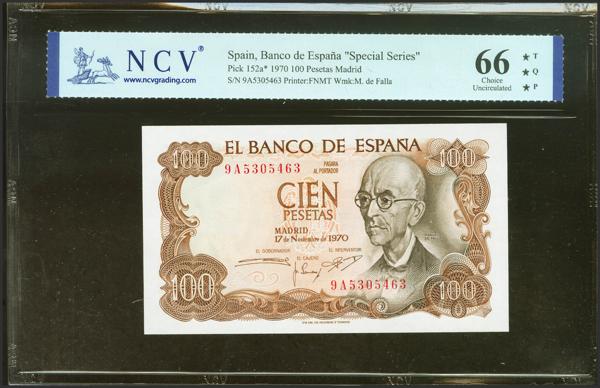 NCV®
www.ncvgrading.com
Spain, Banco de España "Special Series"
Pick 152a* 1970 100 Pesetas Madrid
S/N 9A5305463 Printer:FNMT Wmk:M. de Falla
66
Choice
Uncirculated
★ T
★ Q
★ P
EL BANCO DE ESPAÑA
100
9A5305463
PAGARA
AL PORTADOR
100
CIEN
PESETAS
MADRID
17 de Noviembre de 1970
EL GOBERNADOR
EL INTERVENTOR
EL CAJERO
9A5305463
100
100
NCV